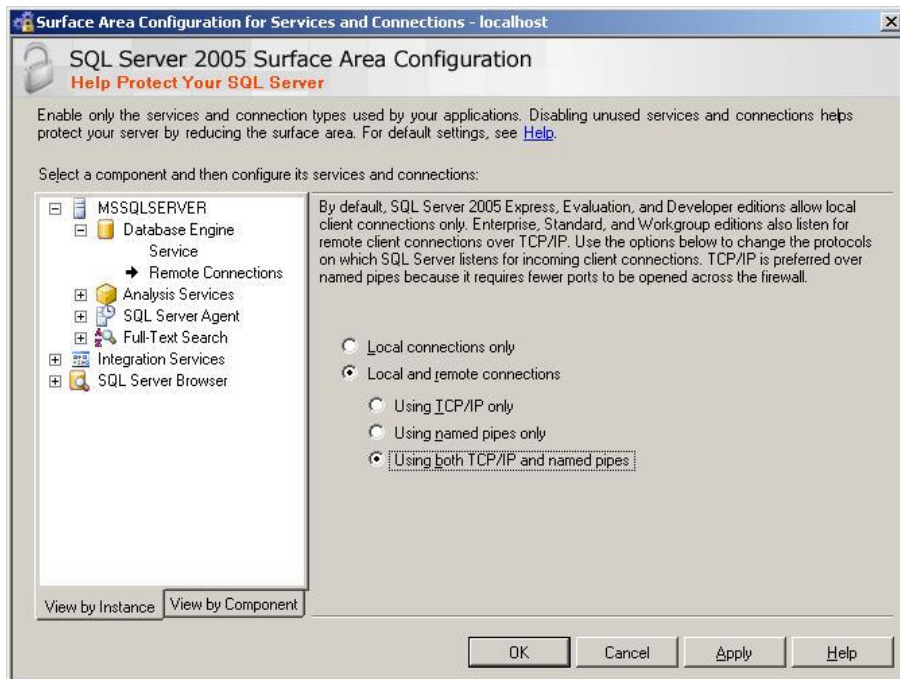 Surface Area Configuration for Services and Connections - localhost
SQL Server 2005 Surface Area Configuration
Help Protect Your SQL Server
Enable only the services and connection types used by your applications. Disabling unused services and connections helps
protect your server by reducing the surface area. For default settings, see Help.
Select a component and then configure its services and connections:
MSSQLSERVER
Database Engine
Service
Remote Connections
Analysis Services
SQL Server Agent
Full-Text Search
Integration Services
SQL Server Browser
View by Instance
View by Component
By default, SQL Server 2005 Express, Evaluation, and Developer editions allow local
client connections only. Enterprise, Standard, and Workgroup editions also listen for
remote client connections over TCP/IP. Use the options below to change the protocols
on which SQL Server listens for incoming client connections. TCP/IP is preferred over
named pipes because it requires fewer ports to be opened across the firewall.
Local connections only
Local and remote connections
Using TCP/IP only
Using named pipes only
Using both TCP/IP and named pipes
OK
Cancel
Apply
Help